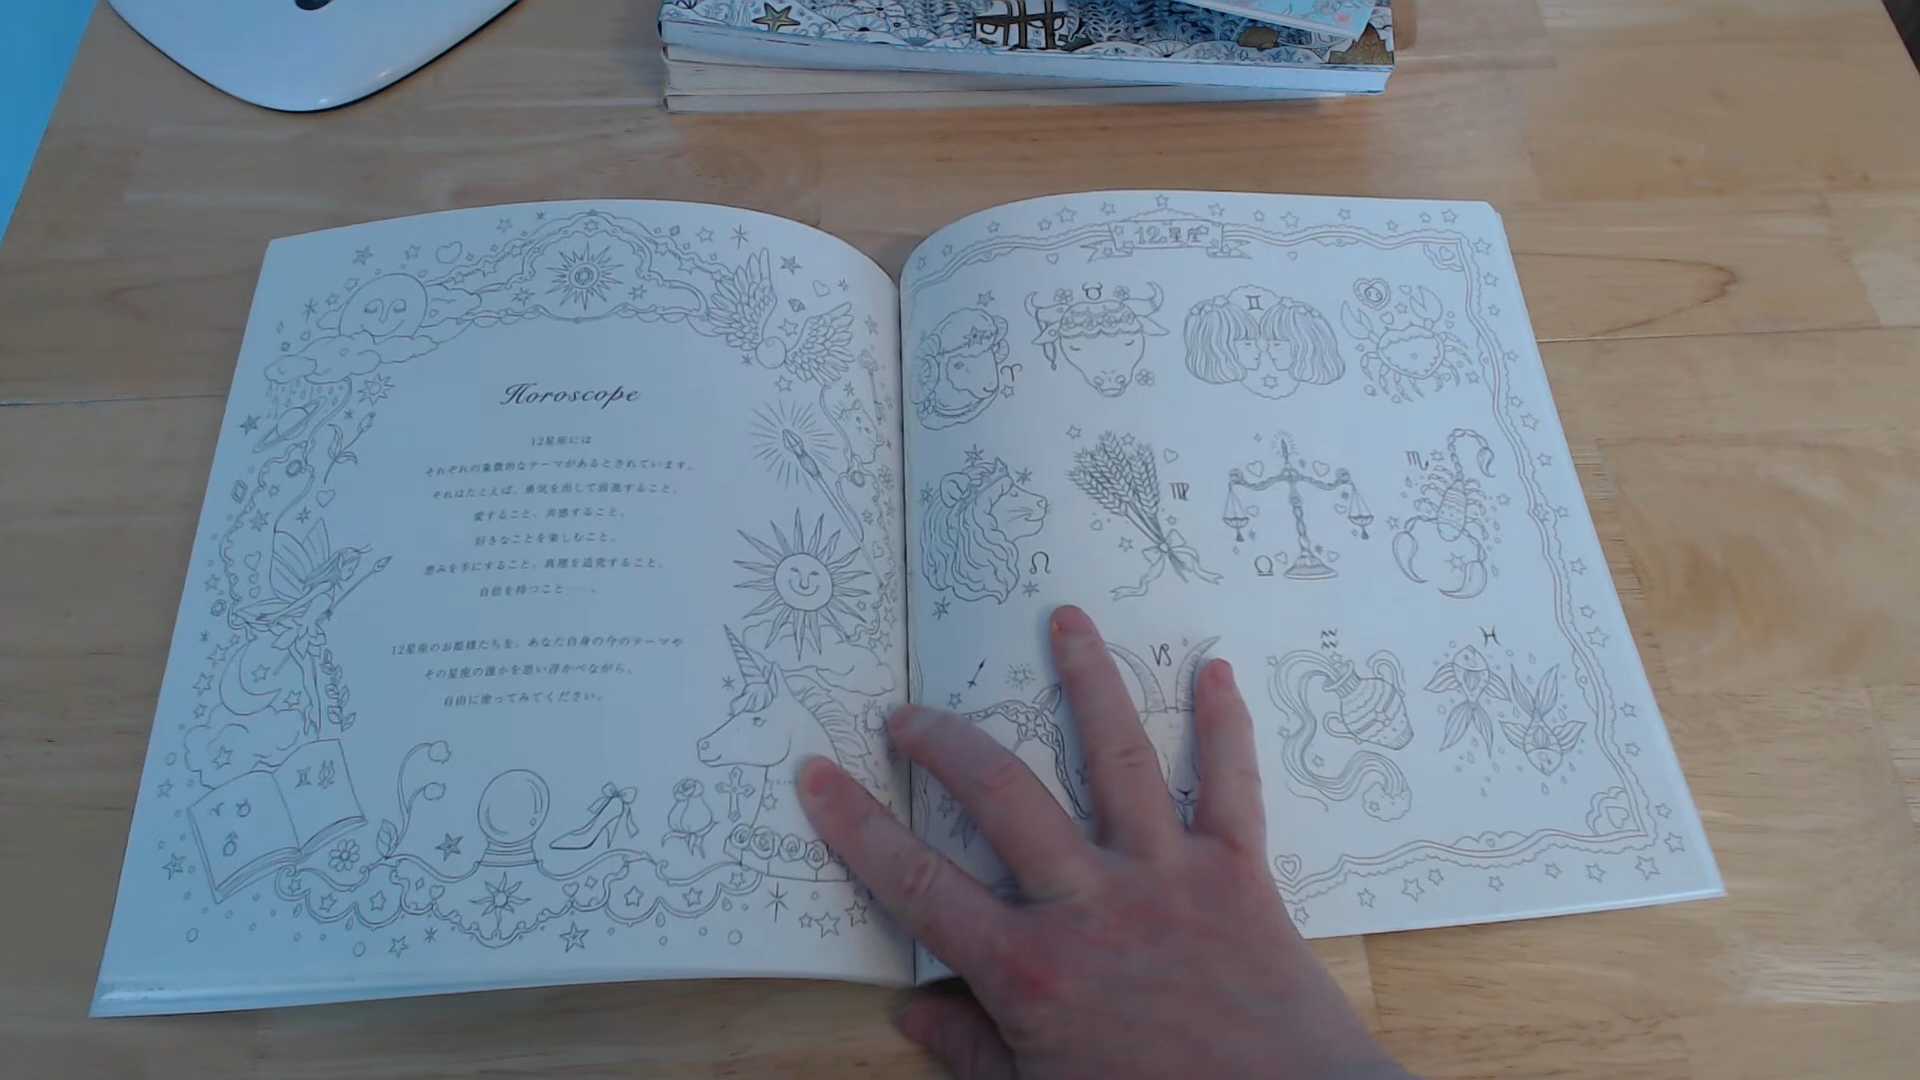 Horoscope
12星座には
それぞれの象徴的なテーマがあるとされています。
それはたとえば、勇気を出して前進すること、
愛すること、共感すること、
好きなことを楽しむこと、
恵みを手にすること、真理を追究すること、
自信を持つこと——。
12星座のお姫様たちを、あなた自身の今のテーマや
その星座の誰かを思い浮かべながら、
自由に使ってみてください。
12星座
♈ ♉ ♊
♌ ♍ ♎ ♏
♑ ♒ ♓